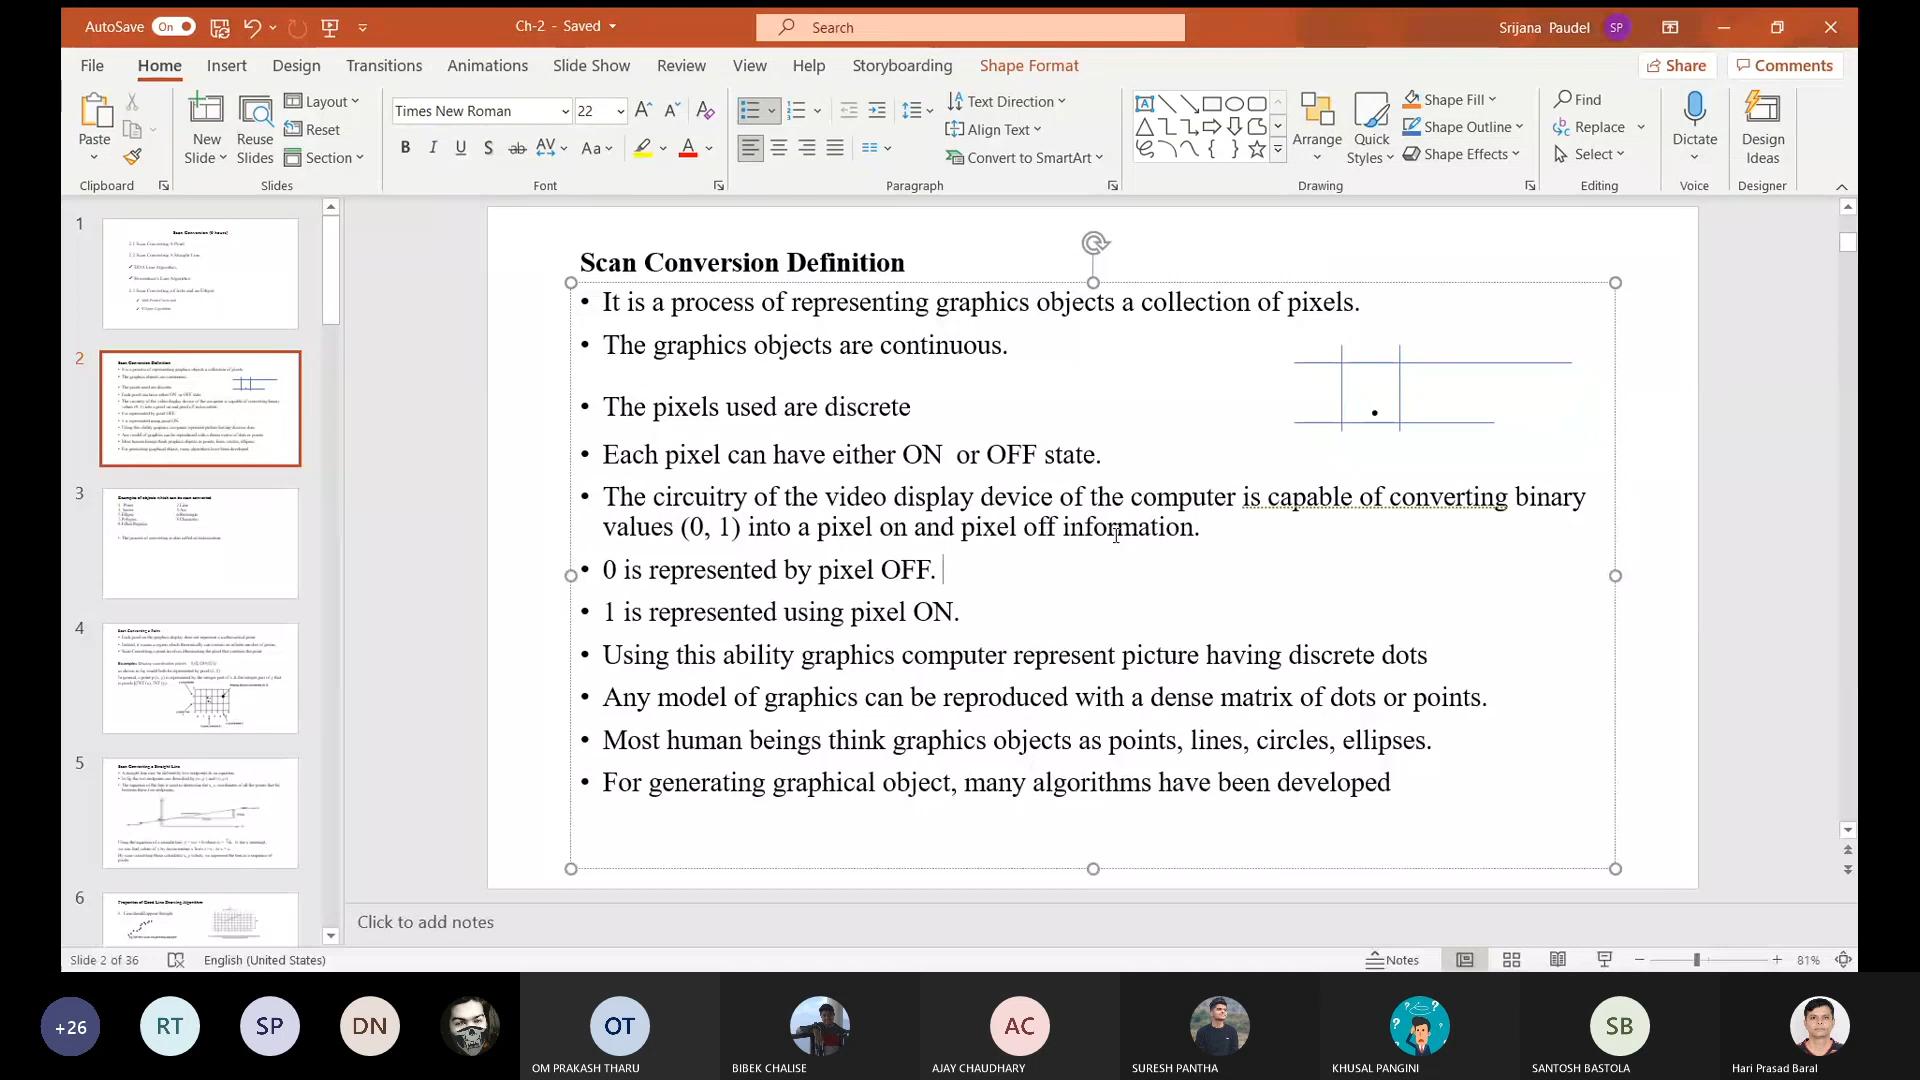 AutoSave On
Ch-2 - Saved
Search
Srijana Paudel SP
File Home Insert Design Transitions Animations Slide Show Review View Help Storyboarding Shape Format
Share Comments
Paste
Clipboard
New Slide
Reuse Slides
Layout
Reset
Section
Slides
Times New Roman 22
B I U S ab AV Aa A
Font
Text Direction
Align Text
Convert to SmartArt
Paragraph
Arrange
Quick Styles
Shape Fill
Shape Outline
Shape Effects
Drawing
Find
Replace
Select
Editing
Dictate
Voice
Design Ideas
Designer
1
2
3
4
5
6
Scan Conversion Definition
• It is a process of representing graphics objects a collection of pixels.
• The graphics objects are continuous.
• The pixels used are discrete
• Each pixel can have either ON or OFF state.
• The circuitry of the video display device of the computer is capable of converting binary
values (0, 1) into a pixel on and pixel off information.
• 0 is represented by pixel OFF.
• 1 is represented using pixel ON.
• Using this ability graphics computer represent picture having discrete dots
• Any model of graphics can be reproduced with a dense matrix of dots or points.
• Most human beings think graphics objects as points, lines, circles, ellipses.
• For generating graphical object, many algorithms have been developed
Click to add notes
Slide 2 of 36 English (United States)
Notes
81%
+26 RT SP DN OT AC SB
OM PRAKASH THARU BIBEK CHALISE AJAY CHAUDHARY SURESH PANTHA KHUSAL PANGINI SANTOSH BASTOLA Hari Prasad Baral